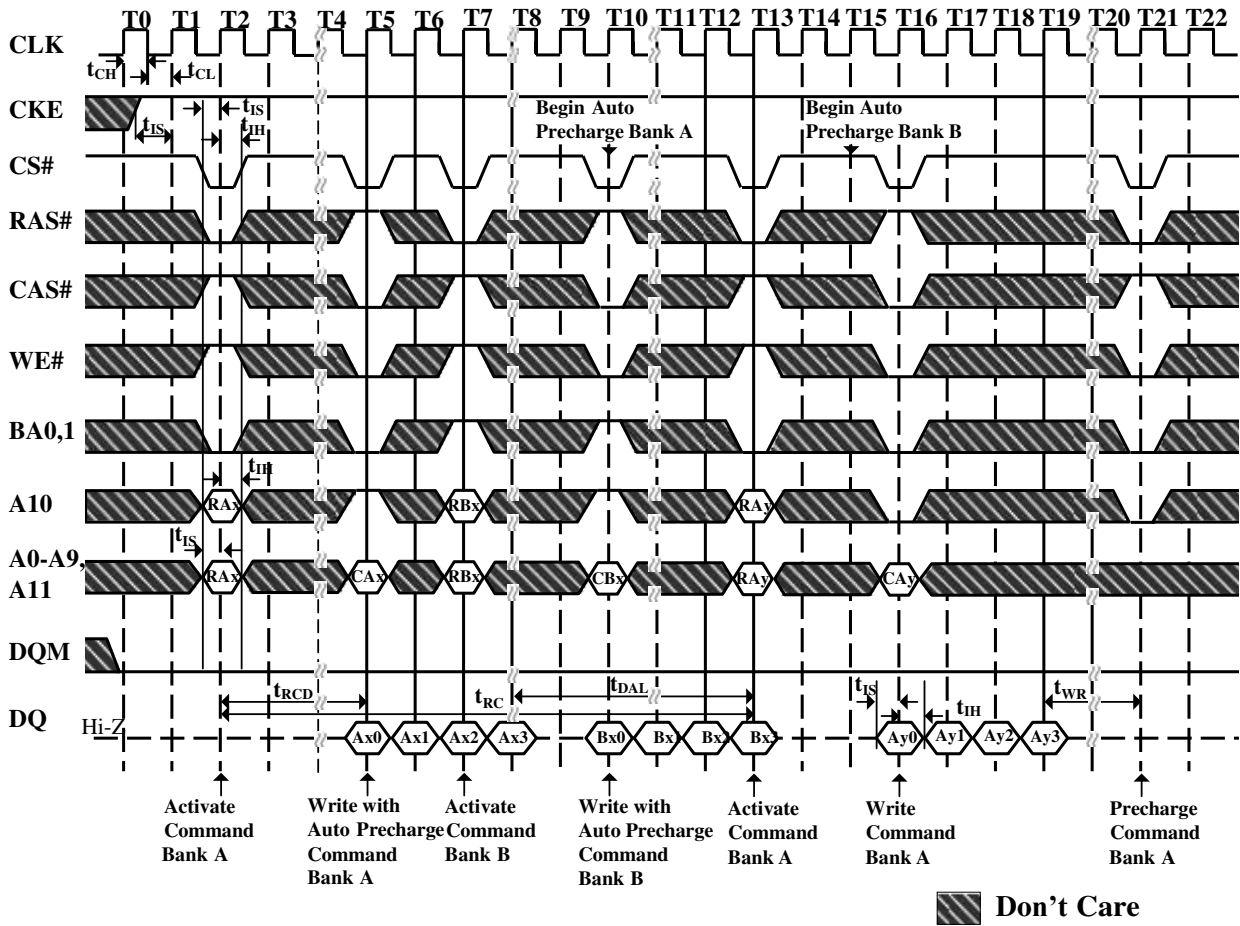 T0 T1 T2 T3 T4 T5 T6 T7 T8 T9 T10 T11 T12 T13 T14 T15 T16 T17 T18 T19 T20 T21 T22
CLK
tCH
tCL
CKE
tIS
tIS
tIH
Begin Auto
Precharge Bank A
Begin Auto
Precharge Bank B
CS#
RAS#
CAS#
WE#
BA0,1
tIH
A10
RAx
RBx
RAy
tIS
A0-A9,
A11
RAx
CAx
RBx
CBx
RAy
CAy
DQM
tRCD
tRC
tDAL
tIS
tIH
tWR
DQ
Hi-Z
Ax0 Ax1 Ax2 Ax3 Bx0 Bx1 Bx2 Bx3 Ay0 Ay1 Ay2 Ay3
Activate
Command
Bank A
Write with
Auto Precharge
Command
Bank A
Activate
Command
Bank B
Write with
Auto Precharge
Command
Bank B
Activate
Command
Bank A
Write
Command
Bank A
Precharge
Command
Bank A
Don't Care